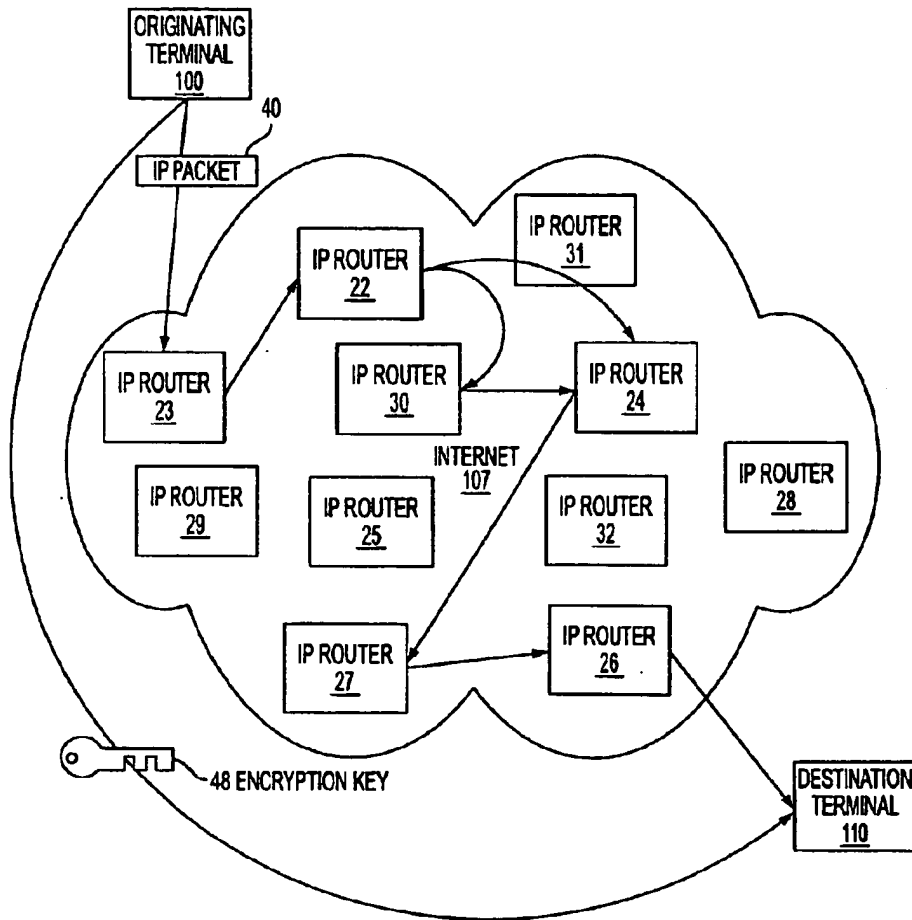 ORIGINATING
TERMINAL
100
40
IP PACKET
IP ROUTER
31
IP ROUTER
22
IP ROUTER
23
IP ROUTER
30
IP ROUTER
24
INTERNET
107
IP ROUTER
29
IP ROUTER
25
IP ROUTER
32
IP ROUTER
28
IP ROUTER
27
IP ROUTER
26
48 ENCRYPTION KEY
DESTINATION
TERMINAL
110